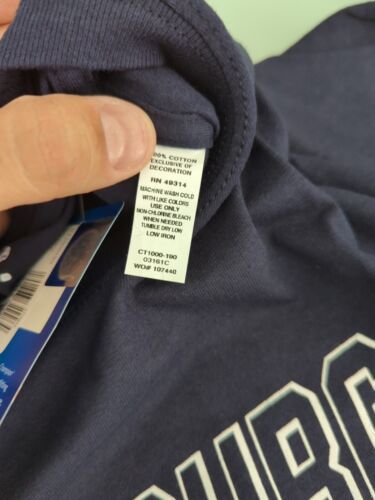 100% COTTON
EXCLUSIVE OF
DECORATION
RN 49314
MACHINE WASH COLD
WITH LIKE COLORS
USE ONLY
NON-CHLORINE BLEACH
WHEN NEEDED
TUMBLE DRY LOW
LOW IRON
CT1000-190
03161C
WO# 107440